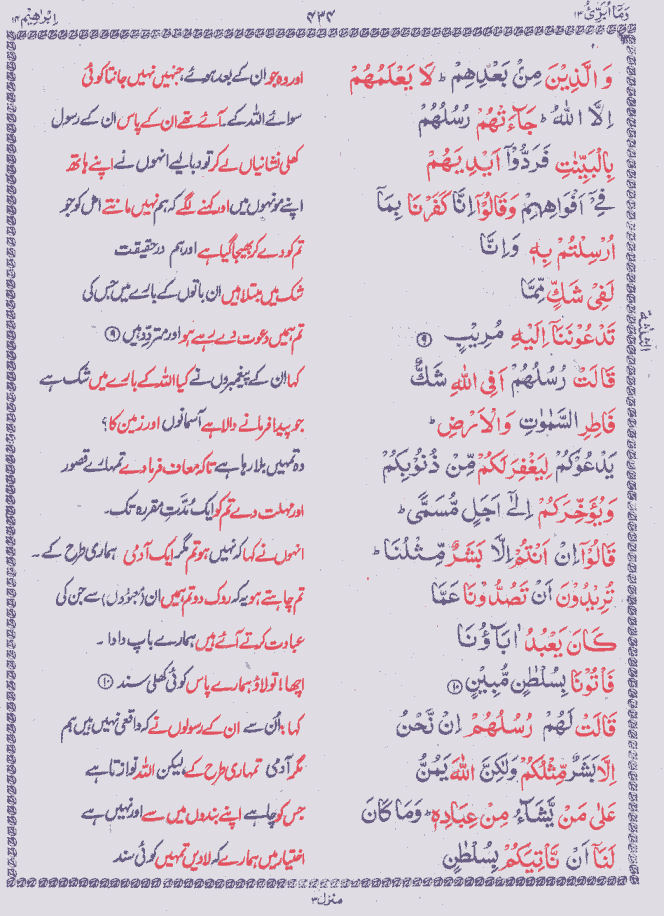 وَمَآ اُبَرِّئُ ۱۳ ۴۳۴ اِبْرٰهِيْم ۱۴
وَالَّذِيْنَ مِنْۢ بَعْدِهِمْ ؕ لَا يَعْلَمُهُمْ اور وہ جو ان کے بعد ہوئے، جنہیں نہیں جانتا کوئی
اِلَّا اللّٰهُ ؕ جَآءَتْهُمْ رُسُلُهُمْ سوائے اللہ کے۔ آئے تھے ان کے پاس ان کے رسول
بِالْبَيِّنٰتِ فَرَدُّوْٓا اَيْدِيَهُمْ کھلی نشانیاں لے کر تو دبا لیے انہوں نے اپنے ہاتھ
فِيْٓ اَفْوَاهِهِمْ وَقَالُوْٓا اِنَّا كَفَرْنَا بِمَآ اپنے مونہوں میں اور کہنے لگے کہ ہم نہیں مانتے اس کو جو
اُرْسِلْتُمْ بِهٖ وَاِنَّا تم کو دے کر بھیجا گیا ہے اور ہم درحقیقت
لَفِيْ شَكٍّ مِّمَّا شک میں مبتلا ہیں ان باتوں کے بارے میں جس کی
تَدْعُوْنَنَآ اِلَيْهِ مُرِيْبٍ ۹ تم ہمیں دعوت دے رہے ہو اور متردّد ہیں ۹
قَالَتْ رُسُلُهُمْ اَفِي اللّٰهِ شَكٌّ کہا ان کے پیغمبروں نے کیا اللہ کے بارے میں شک ہے
فَاطِرِ السَّمٰوٰتِ وَالْاَرْضِ ؕ جو پیدا فرمانے والا ہے آسمانوں اور زمین کا؟
يَدْعُوْكُمْ لِيَغْفِرَ لَكُمْ مِّنْ ذُنُوْبِكُمْ وہ تمہیں بلا رہا ہے تاکہ معاف فرما دے تمہارے قصور
وَيُؤَخِّرَكُمْ اِلٰٓى اَجَلٍ مُّسَمًّى ؕ اور مہلت دے تم کو ایک مُدّتِ مقررہ تک۔
قَالُوْٓا اِنْ اَنْتُمْ اِلَّا بَشَرٌ مِّثْلُنَا ؕ انہوں نے کہا کہ نہیں ہو تم مگر ایک آدمی ہماری طرح کے۔
تُرِيْدُوْنَ اَنْ تَصُدُّوْنَا عَمَّا تم چاہتے ہو یہ کہ روک دو تم ہمیں ان (معبودوں) سے جن کی
كَانَ يَعْبُدُ اٰبَآؤُنَا عبادت کرتے آئے ہیں ہمارے باپ دادا۔
فَاْتُوْنَا بِسُلْطٰنٍ مُّبِيْنٍ ۱۰ اچھا! تو لاؤ ہمارے پاس کوئی کھلی سند ۱۰
قَالَتْ لَهُمْ رُسُلُهُمْ اِنْ نَّحْنُ کہا، اُن سے ان کے رسولوں نے کہ واقعی نہیں ہیں ہم
اِلَّا بَشَرٌ مِّثْلُكُمْ وَلٰكِنَّ اللّٰهَ يَمُنُّ مگر آدمی تمہاری طرح کے لیکن اللہ نوازتا ہے
عَلٰى مَنْ يَّشَآءُ مِنْ عِبَادِهٖ ؕ وَمَا كَانَ جس کو چاہے اپنے بندوں میں سے اور نہیں ہے
لَنَآ اَنْ نَّاْتِيَكُمْ بِسُلْطٰنٍ اختیار میں ہمارے کہ لا دیں تمہیں کوئی سند
منزل ۳